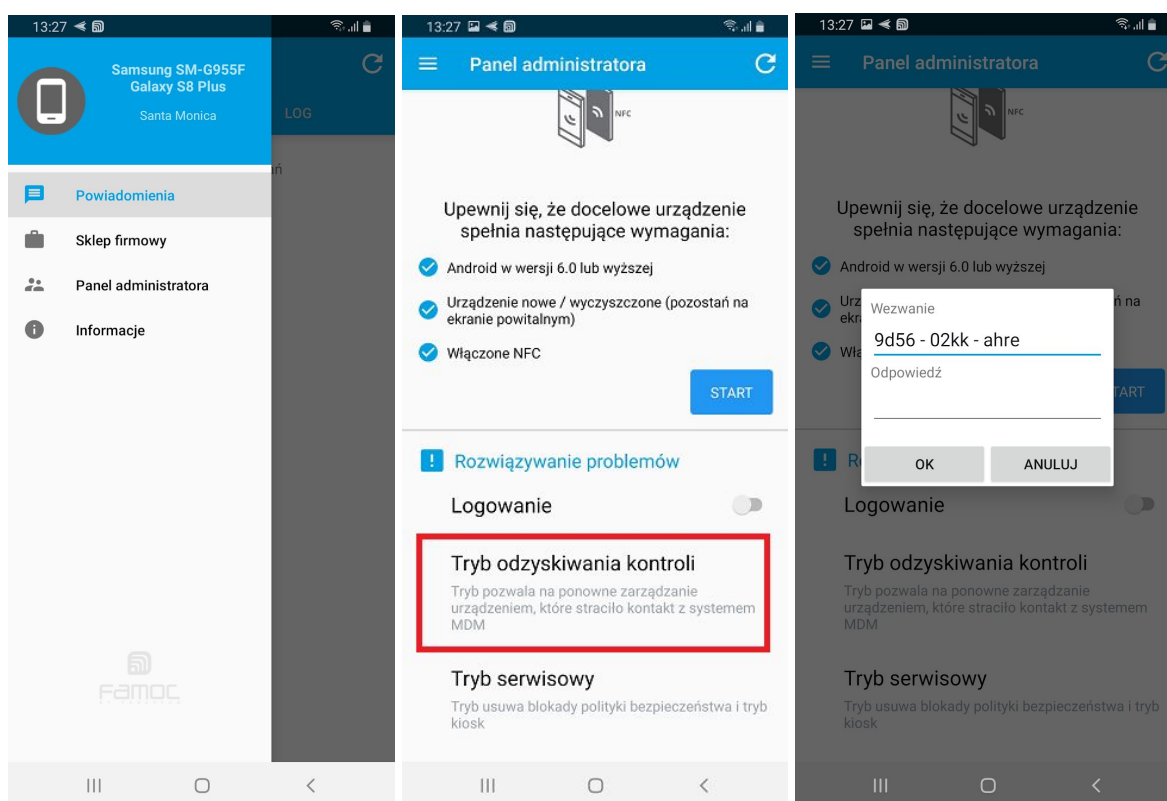 13:27
Samsung SM-G955F
Galaxy S8 Plus
Santa Monica
LOG
ań
Powiadomienia
Sklep firmowy
Panel administratora
Informacje
Famoc
13:27
Panel administratora
NFC
Upewnij się, że docelowe urządzenie
spełnia następujące wymagania:
Android w wersji 6.0 lub wyższej
Urządzenie nowe / wyczyszczone (pozostań na
ekranie powitalnym)
Włączone NFC
START
Rozwiązywanie problemów
Logowanie
Tryb odzyskiwania kontroli
Tryb pozwala na ponowne zarządzanie
urządzeniem, które straciło kontakt z systemem
MDM
Tryb serwisowy
Tryb usuwa blokady polityki bezpieczeństwa i tryb
kiosk
13:27
Panel administratora
NFC
Upewnij się, że docelowe urządzenie
spełnia następujące wymagania:
Android w wersji 6.0 lub wyższej
Urz ń na
ekr
Wezwanie
9d56 - 02kk - ahre
Wł
Odpowiedź
TART
R
OK ANULUJ
Logowanie
Tryb odzyskiwania kontroli
Tryb pozwala na ponowne zarządzanie
urządzeniem, które straciło kontakt z systemem
MDM
Tryb serwisowy
Tryb usuwa blokady polityki bezpieczeństwa i tryb
kiosk